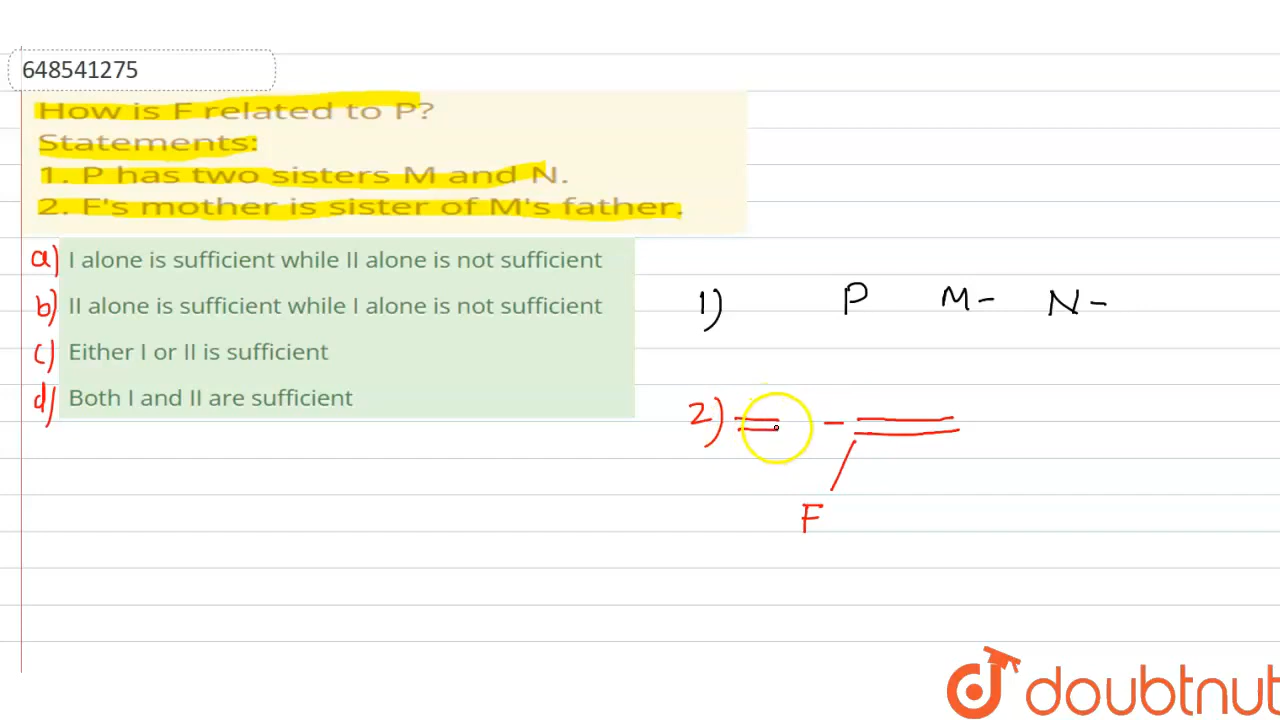 648541275
How is F related to P?
Statements:
1. P has two sisters M and N.
2. F's mother is sister of M's father.
a) I alone is sufficient while II alone is not sufficient
b) II alone is sufficient while I alone is not sufficient
c) Either I or II is sufficient
d) Both I and II are sufficient
1) P M- N-
2) = - =
F
doubtnut